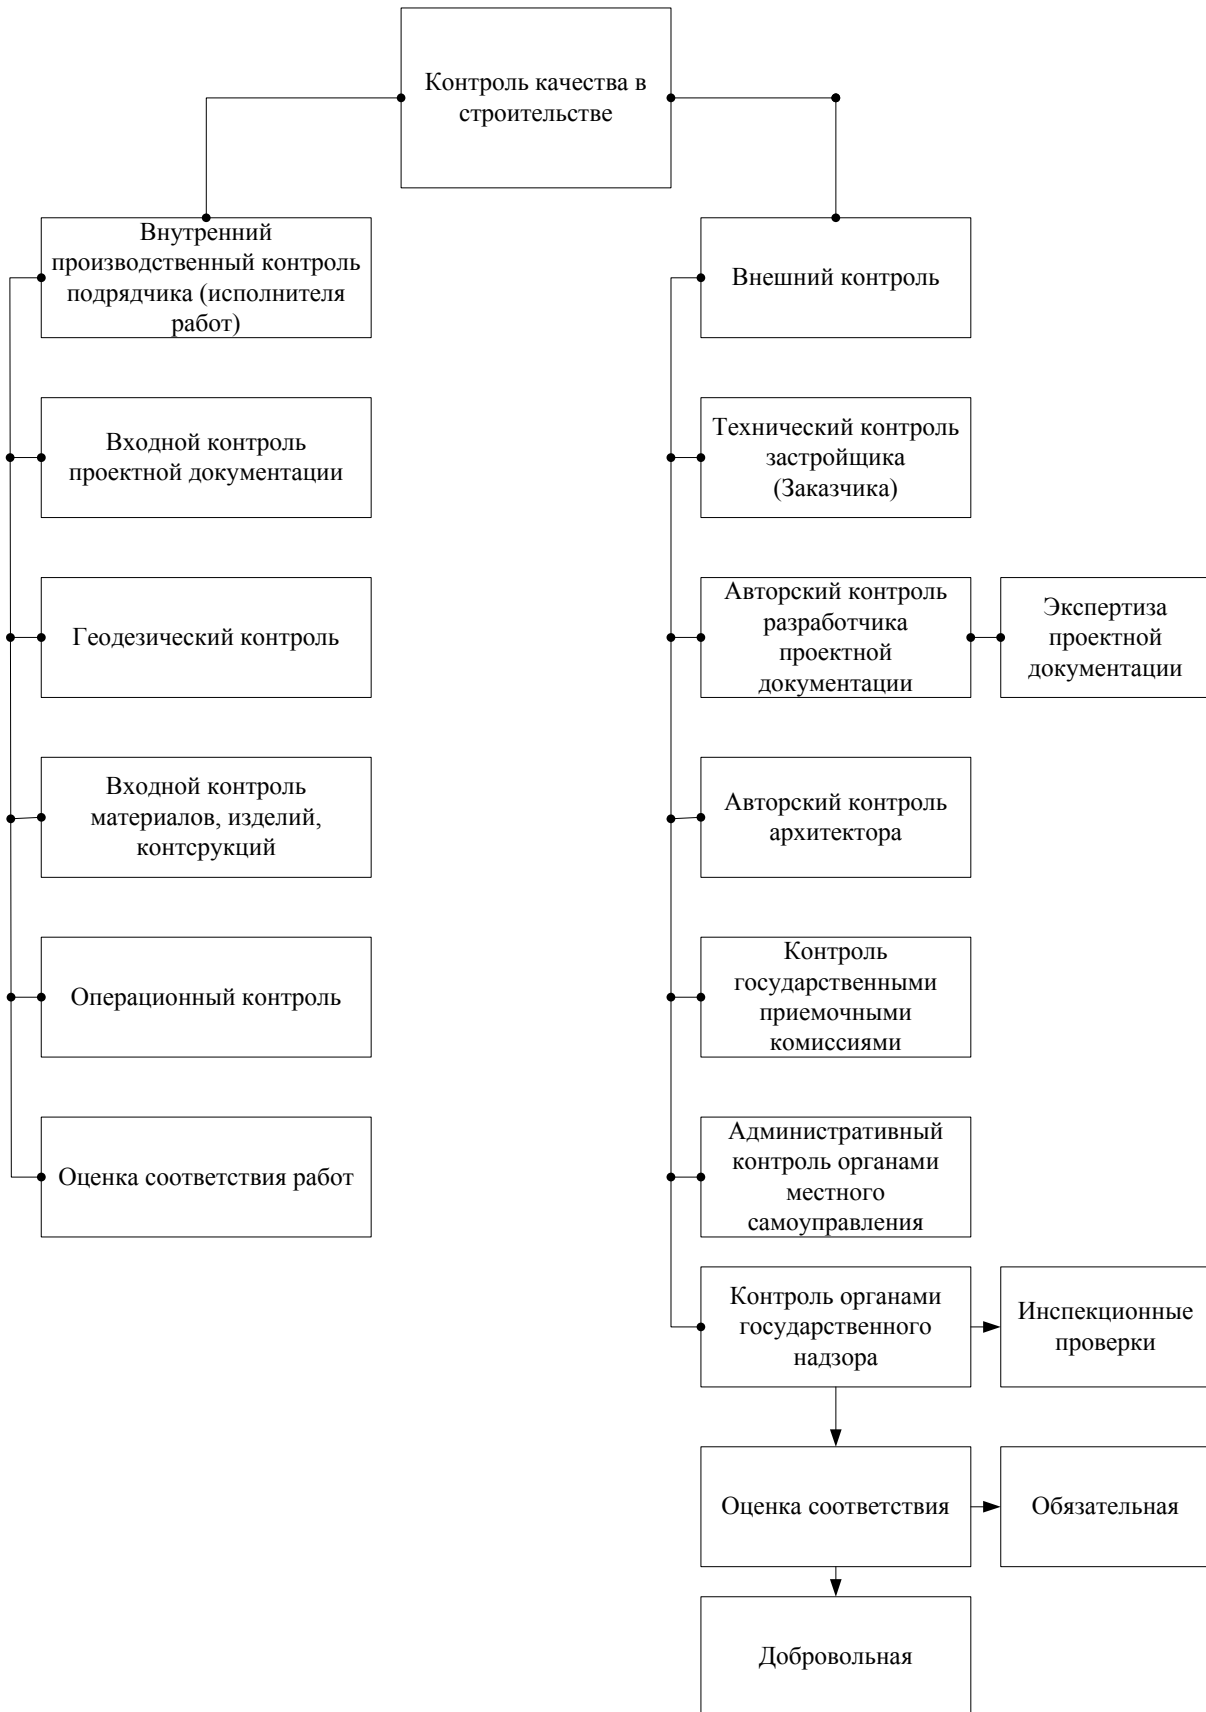 Контроль качества в
строительстве
Внутренний
производственный контроль
подрядчика (исполнителя
работ)
Внешний контроль
Входной контроль
проектной документации
Технический контроль
застройщика
(Заказчика)
Геодезический контроль
Авторский контроль
разработчика
проектной
документации
Экспертиза
проектной
документации
Входной контроль
материалов, изделий,
контсрукций
Авторский контроль
архитектора
Операционный контроль
Контроль
государственными
приемочными
комиссиями
Оценка соответствия работ
Административный
контроль органами
местного
самоуправления
Контроль органами
государственного
надзора
Инспекционные
проверки
Оценка соответствия
Обязательная
Добровольная